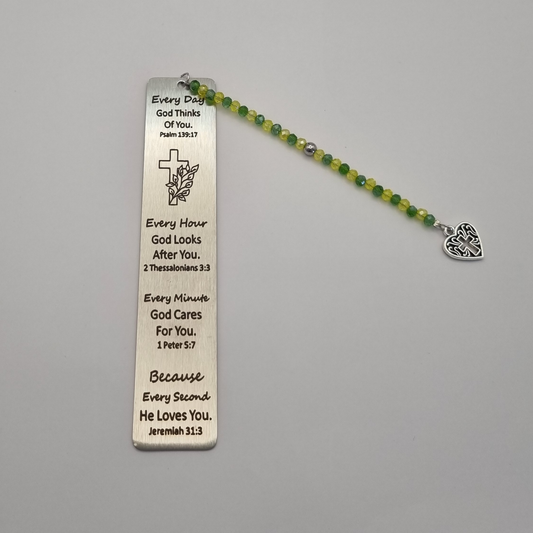 Every Day
God Thinks
Of You.
Psalm 139:17
Every Hour
God Looks
After You.
2 Thessalonians 3:3
Every Minute
God Cares
For You.
1 Peter 5:7
Because
Every Second
He Loves You.
Jeremiah 31:3